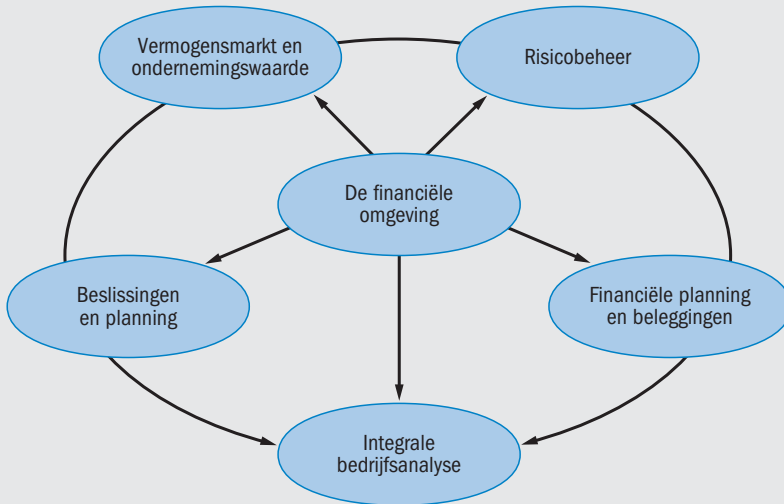 Vermogensmarkt en
ondernemingswaarde
Risicobeheer
De financiële
omgeving
Beslissingen
en planning
Financiële planning
en beleggingen
Integrale
bedrijfsanalyse